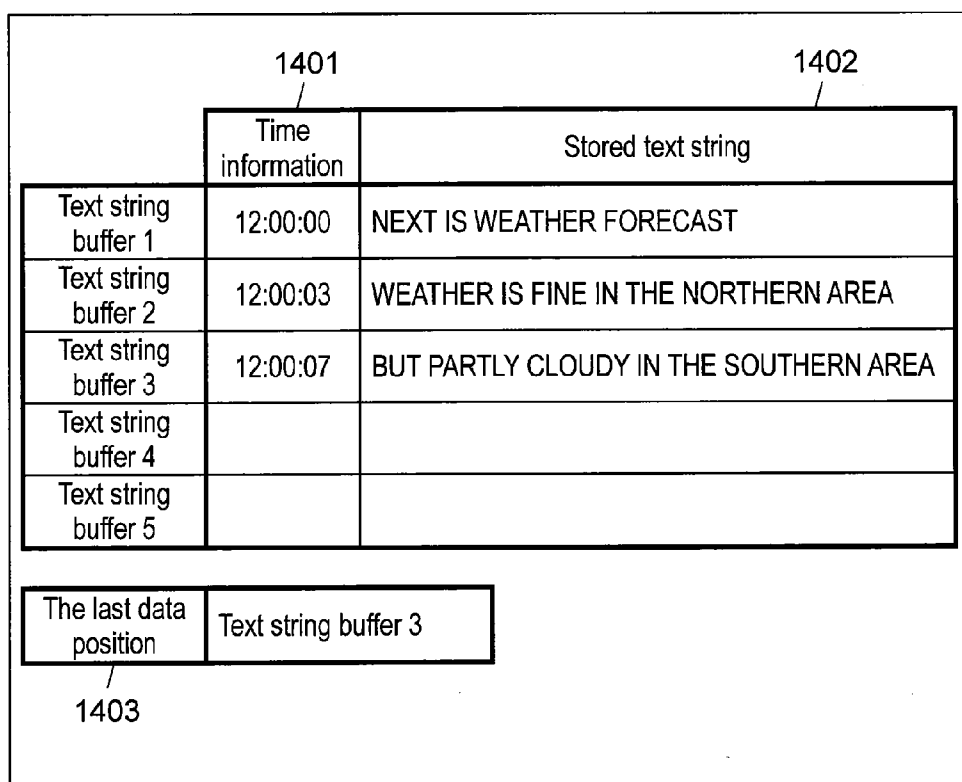 1401 1402
Time
information
Stored text string
Text string
buffer 1
12:00:00
NEXT IS WEATHER FORECAST
Text string
buffer 2
12:00:03
WEATHER IS FINE IN THE NORTHERN AREA
Text string
buffer 3
12:00:07
BUT PARTLY CLOUDY IN THE SOUTHERN AREA
Text string
buffer 4
Text string
buffer 5
The last data
position
Text string buffer 3
1403